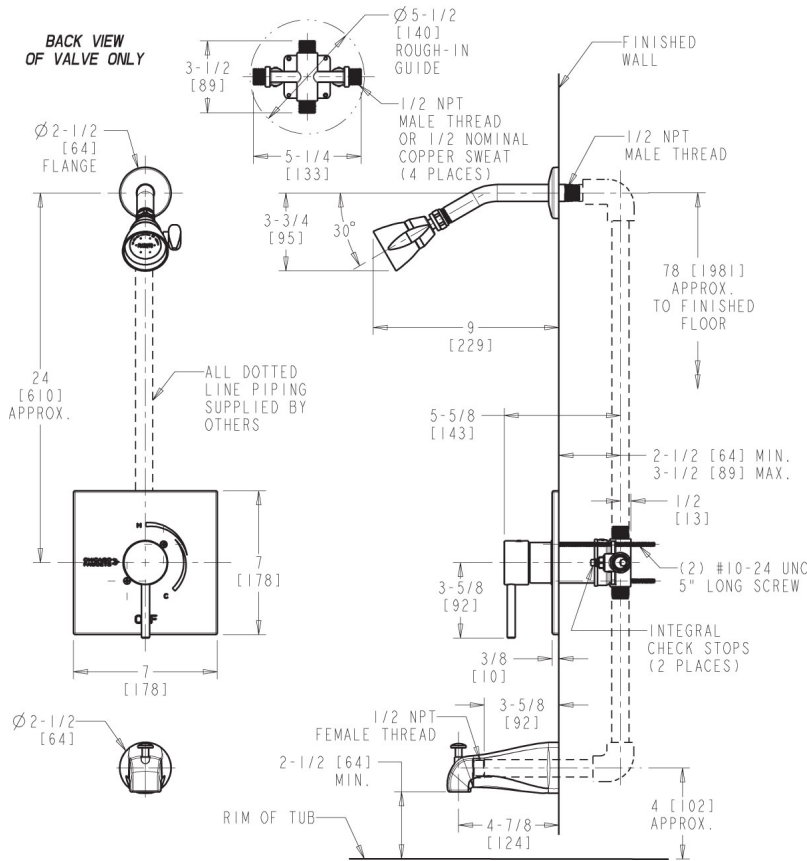 BACK VIEW
OF VALVE ONLY
3-1/2
[89]
Ø5-1/2
[140]
ROUGH-IN
GUIDE
FINISHED
WALL
1/2 NPT
MALE THREAD
OR 1/2 NOMINAL
COPPER SWEAT
(4 PLACES)
5-1/4
[133]
1/2 NPT
MALE THREAD
Ø2-1/2
[64]
FLANGE
3-3/4
[95]
30°
78 [1981]
APPROX.
TO FINISHED
FLOOR
9
[229]
24
[610]
APPROX.
ALL DOTTED
LINE PIPING
SUPPLIED BY
OTHERS
5-5/8
[143]
2-1/2 [64] MIN.
3-1/2 [89] MAX.
1/2
[13]
H
CHICAGO
FAUCETS
C
OFF
7
[178]
7
[178]
3-5/8
[92]
(2) #10-24 UNC
5" LONG SCREW
INTEGRAL
CHECK STOPS
(2 PLACES)
3/8
[10]
3-5/8
[92]
1/2 NPT
FEMALE THREAD
Ø2-1/2
[64]
2-1/2 [64]
MIN.
RIM OF TUB
4-7/8
[124]
4 [102]
APPROX.